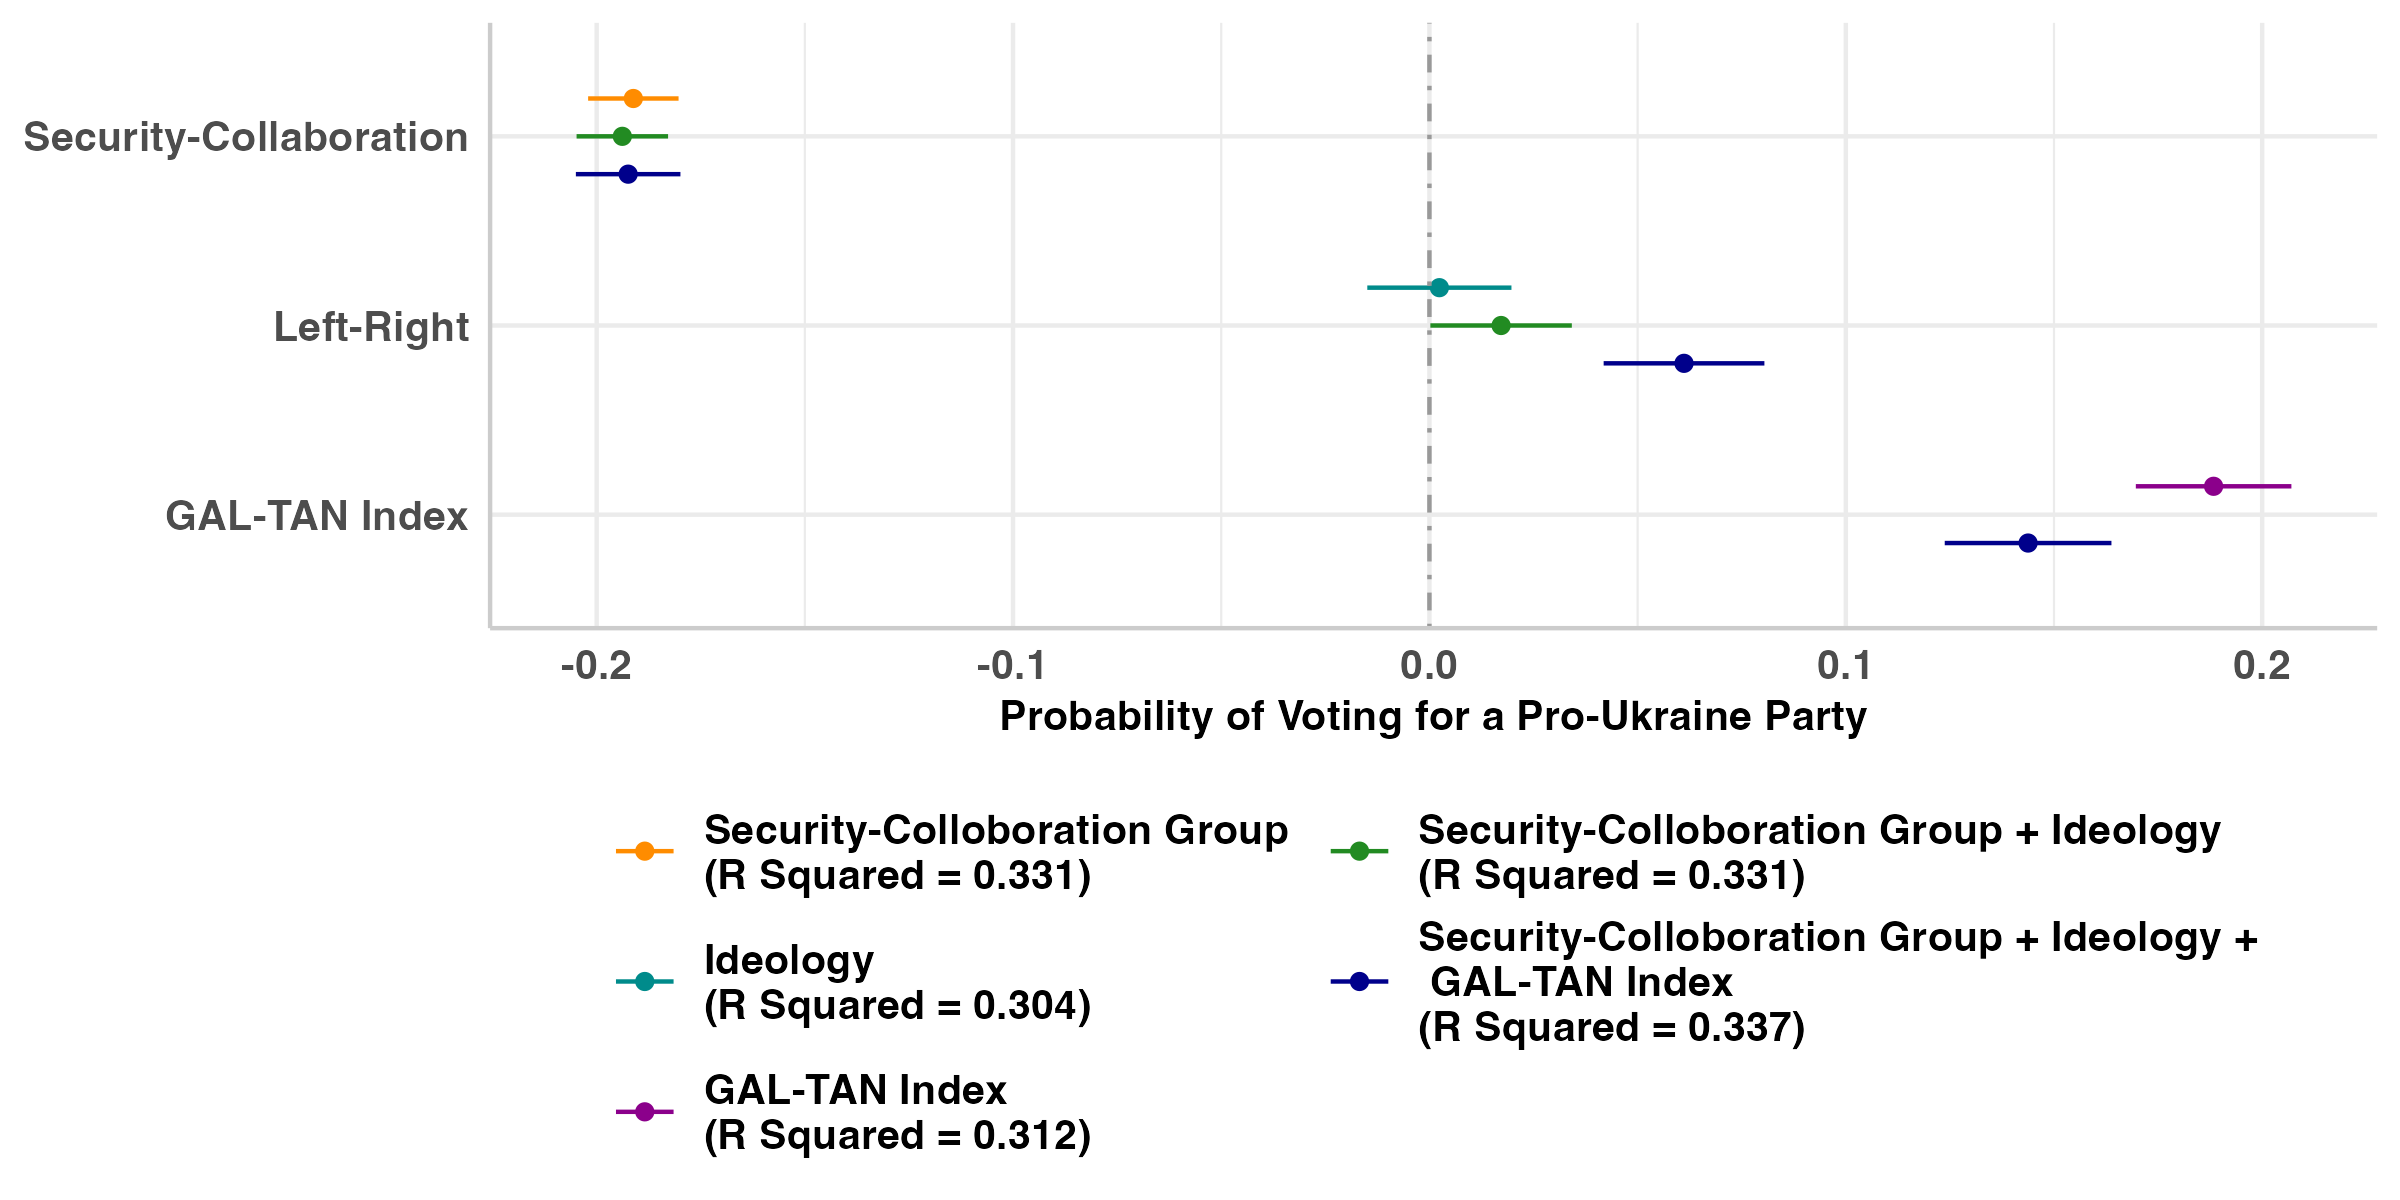 Security-Collaboration
Left-Right
GAL-TAN Index
-0.2
-0.1
0.0
0.1
0.2
Probability of Voting for a Pro-Ukraine Party
Security-Colloboration Group
(R Squared = 0.331)
Ideology
(R Squared = 0.304)
GAL-TAN Index
(R Squared = 0.312)
Security-Colloboration Group + Ideology
(R Squared = 0.331)
Security-Colloboration Group + Ideology +
GAL-TAN Index
(R Squared = 0.337)